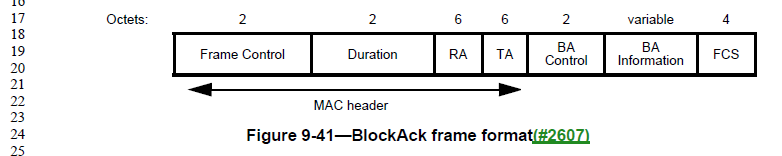 16
17 Octets: 2 2 6 6 2 variable 4
18
19 Frame Control Duration RA TA BA Control BA Information FCS
20
21
22 MAC header
23
24 Figure 9-41—BlockAck frame format(#2607)
25